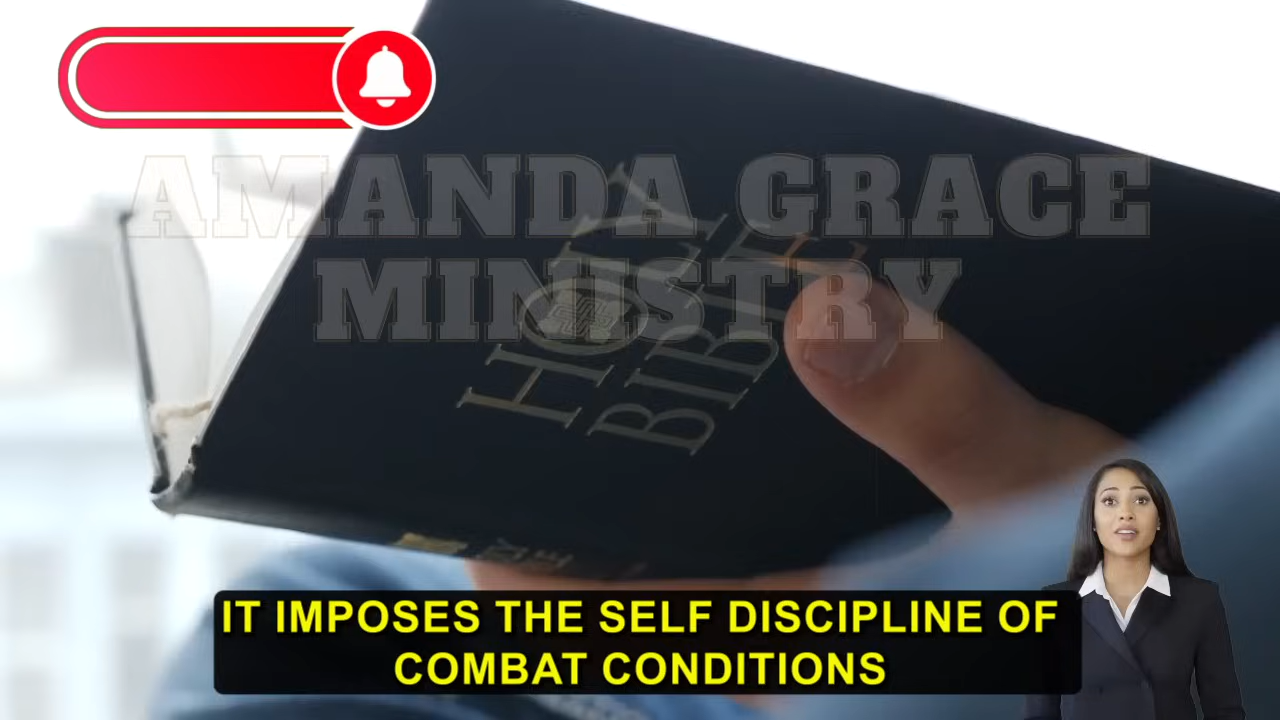 AMANDA GRACE
MINISTRY
HOLY
BIBLE
IT IMPOSES THE SELF DISCIPLINE OF
COMBAT CONDITIONS